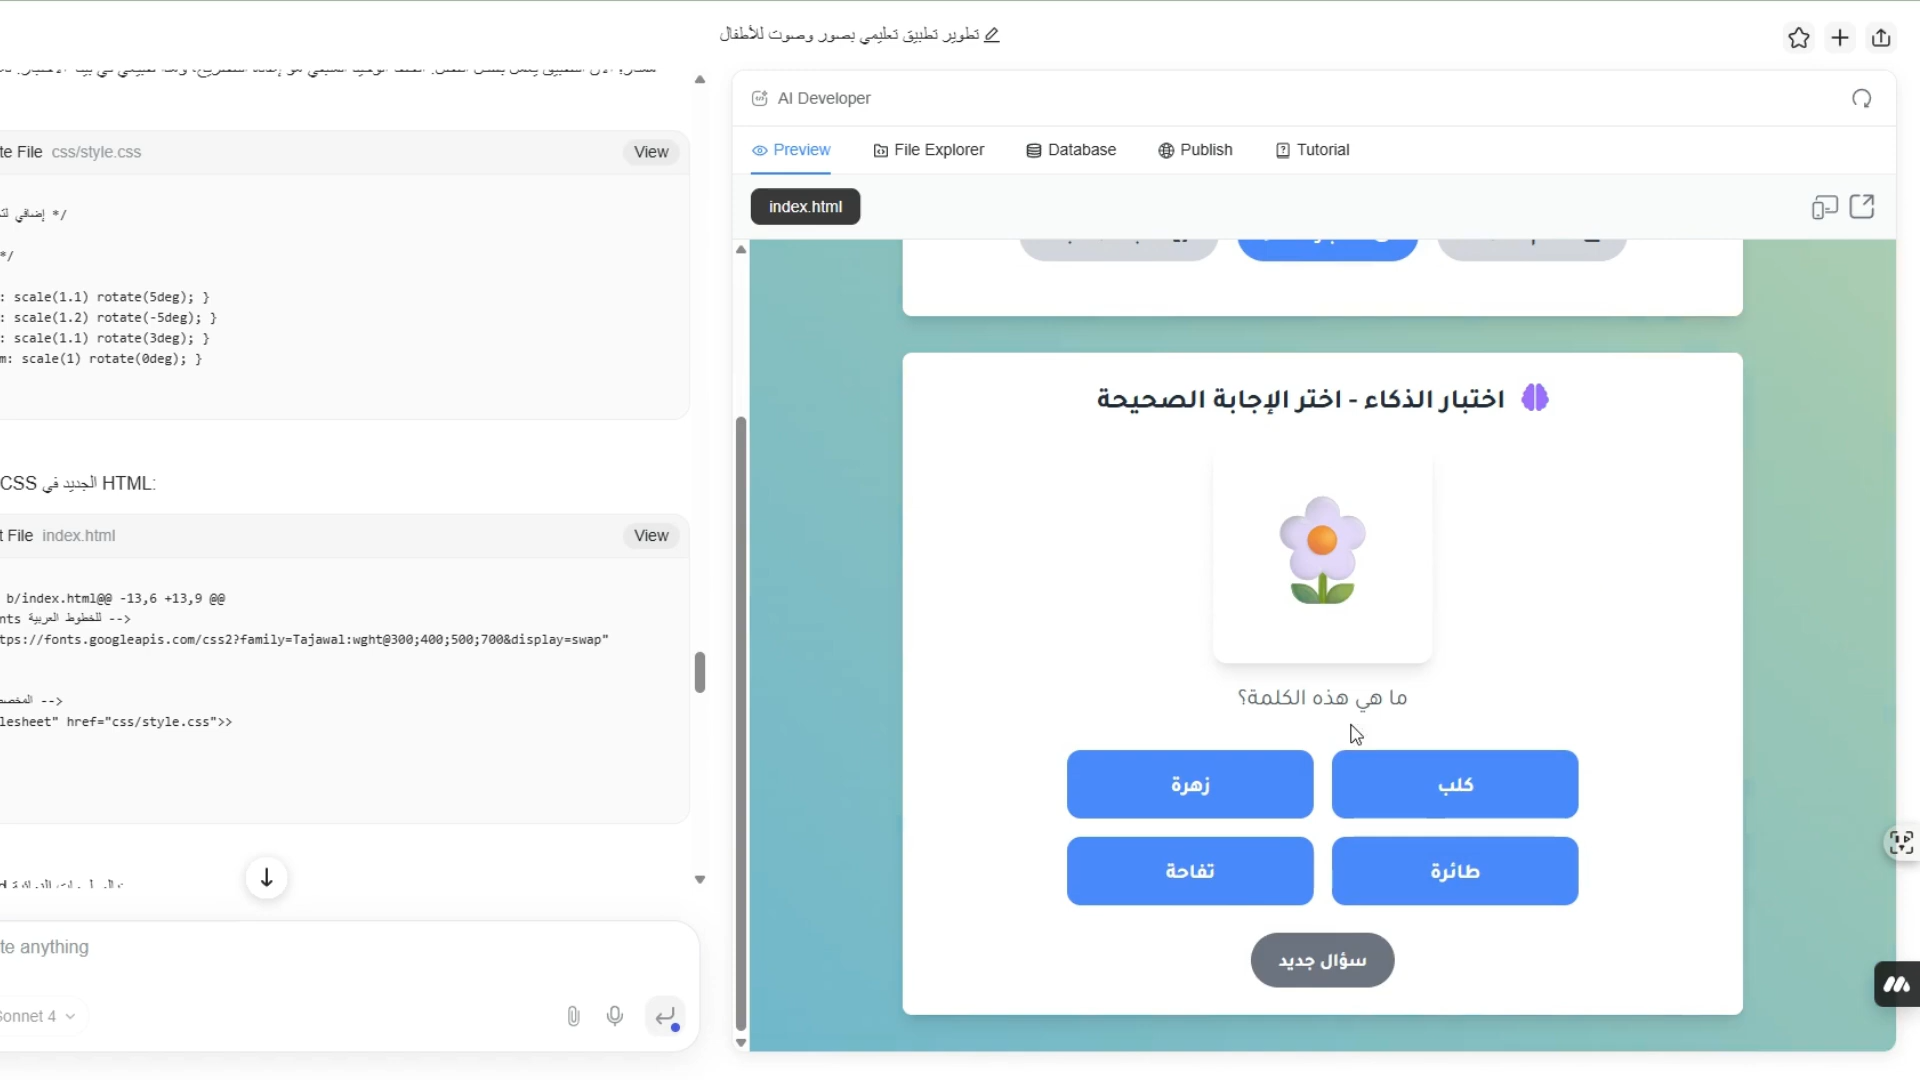 تطوير تطبيق تعليمي بصور وصوت للأطفال
te File css/style.css
View
*/
*/
: scale(1.1) rotate(5deg); }
: scale(1.2) rotate(-5deg); }
: scale(1.1) rotate(3deg); }
m: scale(1) rotate(0deg); }
CSS الجديد في HTML:
t File index.html
View
b/index.html@@ -13,6 +13,9 @@
nts للخطوط العربية -->
tps://fonts.googleapis.com/css2?family=Tajawal:wght@300;400;500;700&display=swap"
-->
lesheet" href="css/style.css">>
te anything
Sonnet 4
AI Developer
Preview
File Explorer
Database
Publish
Tutorial
index.html
اختبار الذكاء - اختر الإجابة الصحيحة
ما هي هذه الكلمة؟
كلب
زهرة
طائرة
تفاحة
سؤال جديد